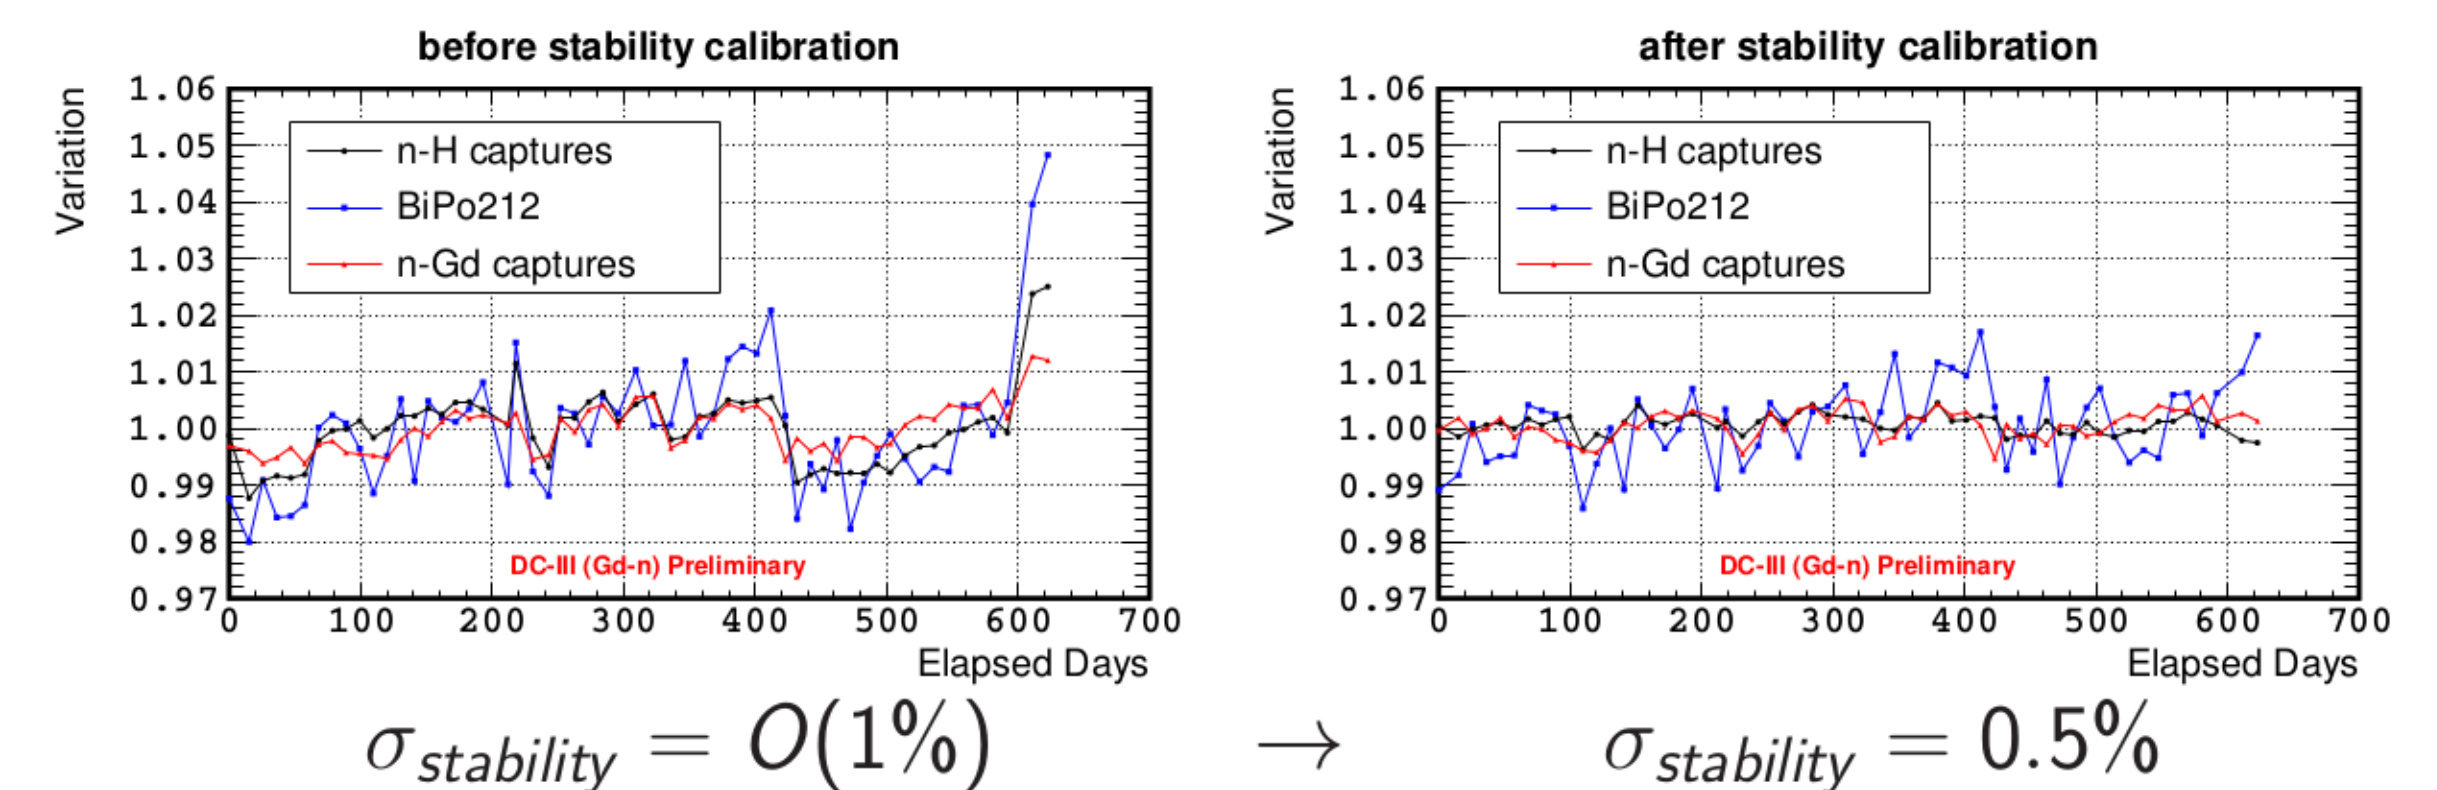 before stability calibration
Variation
1.06
1.05
1.04
1.03
1.02
1.01
1.00
0.99
0.98
0.97
n-H captures
BiPo212
n-Gd captures
DC-III (Gd-n) Preliminary
0 100 200 300 400 500 600 700
Elapsed Days
after stability calibration
Variation
1.06
1.05
1.04
1.03
1.02
1.01
1.00
0.99
0.98
0.97
n-H captures
BiPo212
n-Gd captures
DC-III (Gd-n) Preliminary
0 100 200 300 400 500 600 700
Elapsed Days
σstability = O(1%) → σstability = 0.5%